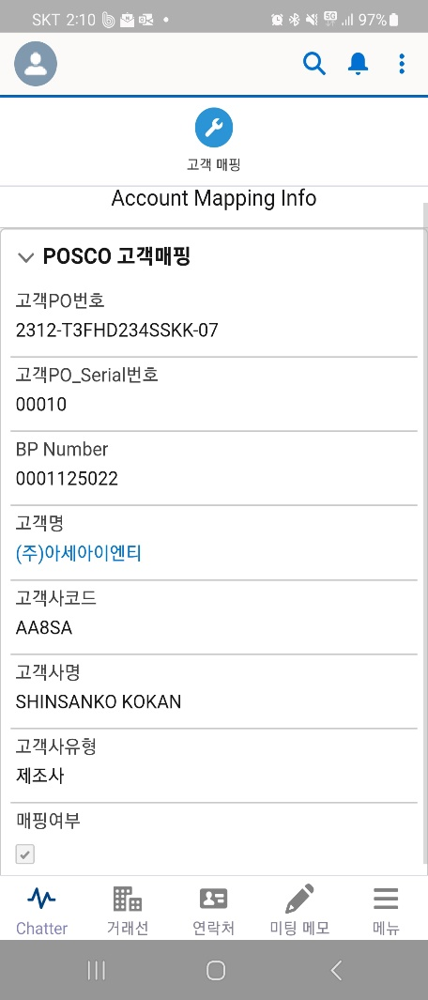 SKT 2:10
5G
97%
고객 매핑
Account Mapping Info
POSCO 고객매핑
고객PO번호
2312-T3FHD234SSKK-07
고객PO_Serial번호
00010
BP Number
0001125022
고객명
(주)아세아이엔티
고객사코드
AA8SA
고객사명
SHINSANKO KOKAN
고객사유형
제조사
매핑여부
Chatter 거래선 연락처 미팅 메모 메뉴